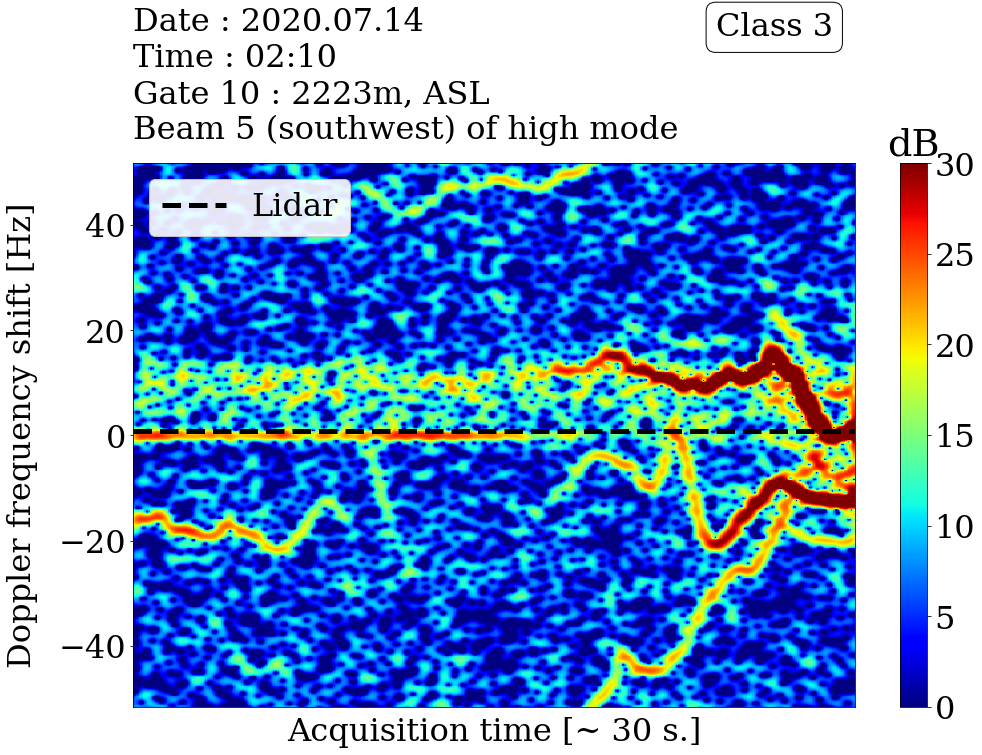 Date : 2020.07.14
Time : 02:10
Gate 10 : 2223m, ASL
Beam 5 (southwest) of high mode
Class 3
dB
Lidar
Doppler frequency shift [Hz]
40
20
0
−20
−40
30
25
20
15
10
5
0
Acquisition time [~ 30 s.]